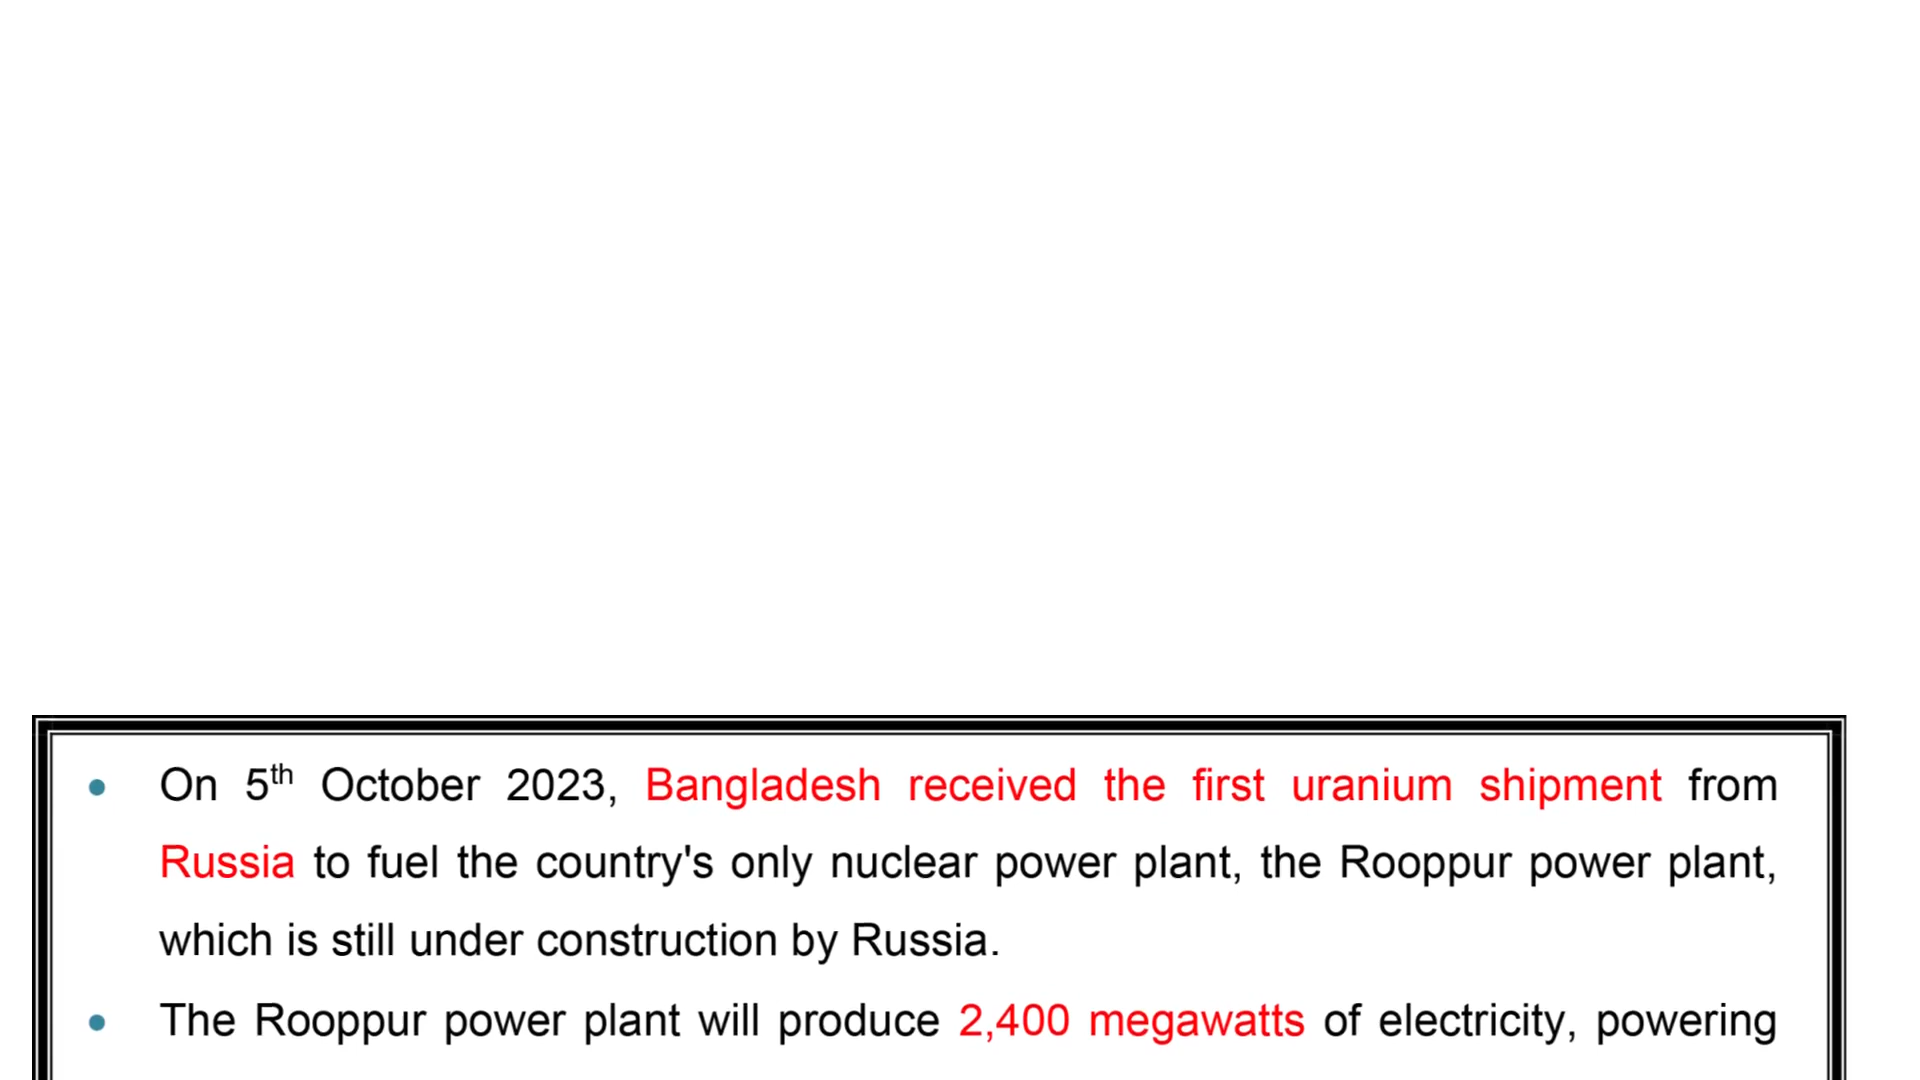 • On 5th October 2023, Bangladesh received the first uranium shipment from
Russia to fuel the country's only nuclear power plant, the Rooppur power plant,
which is still under construction by Russia.
• The Rooppur power plant will produce 2,400 megawatts of electricity, powering